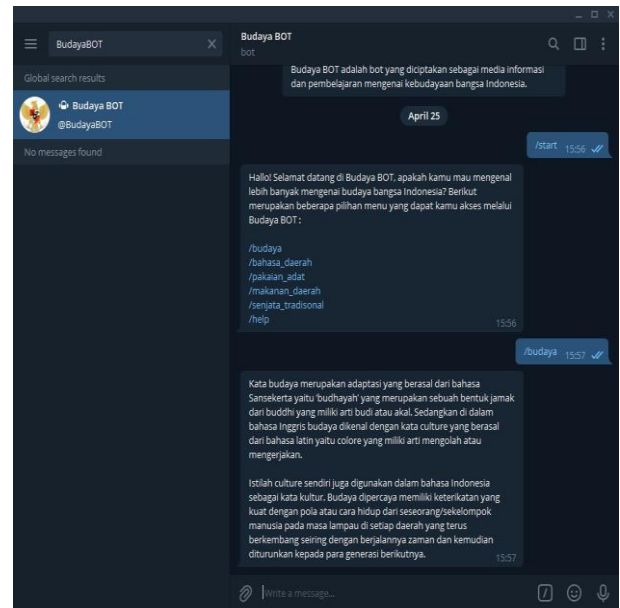 BudayaBOT X
Global search results
Budaya BOT
@BudayaBOT
No messages found
Budaya BOT
bot
Budaya BOT adalah bot yang diciptakan sebagai media informasi
dan pembelajaran mengenai kebudayaan bangsa Indonesia.
April 25
/start 15:56
Hallo! Selamat datang di Budaya BOT, apakah kamu mau mengenal
lebih banyak mengenai budaya bangsa Indonesia? Berikut
merupakan beberapa pilihan menu yang dapat kamu akses melalui
Budaya BOT :
/budaya
/bahasa_daerah
/pakaian_adat
/makanan_daerah
/senjata_tradisonal
/help
15:56
/budaya 15:57
Kata budaya merupakan adaptasi yang berasal dari bahasa
Sansekerta yaitu 'budhayah' yang merupakan sebuah bentuk jamak
dari buddhi yang miliki arti budi atau akal. Sedangkan di dalam
bahasa Inggris budaya dikenal dengan kata culture yang berasal
dari bahasa latin yaitu colore yang miliki arti mengolah atau
mengerjakan.
Istilah culture sendiri juga digunakan dalam bahasa Indonesia
sebagai kata kultur. Budaya dipercaya memiliki keterikatan yang
kuat dengan pola atau cara hidup dari seseorang/sekelompok
manusia pada masa lampau di setiap daerah yang terus
berkembang seiring dengan berjalannya zaman dan kemudian
diturunkan kepada para generasi berikutnya.
15:57
Write a message...